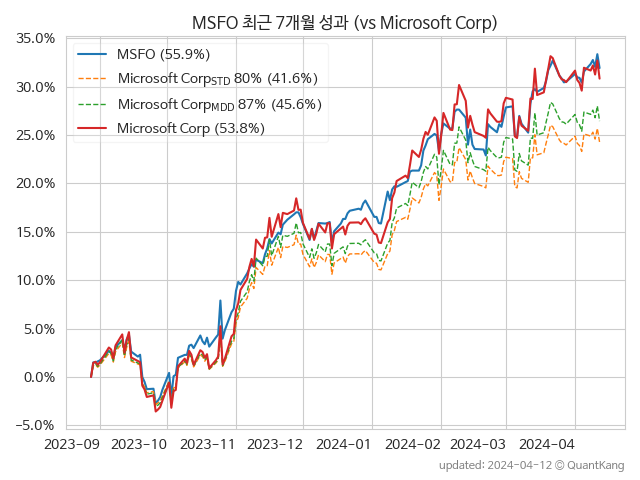 MSFO 최근 7개월 성과 (vs Microsoft Corp)
35.0%
30.0%
25.0%
20.0%
15.0%
10.0%
5.0%
0.0%
−5.0%
MSFO (55.9%)
Microsoft CorpSTD 80% (41.6%)
Microsoft CorpMDD 87% (45.6%)
Microsoft Corp (53.8%)
2023-09 2023-10 2023-11 2023-12 2024-01 2024-02 2024-03 2024-04
updated: 2024-04-12 © QuantKang